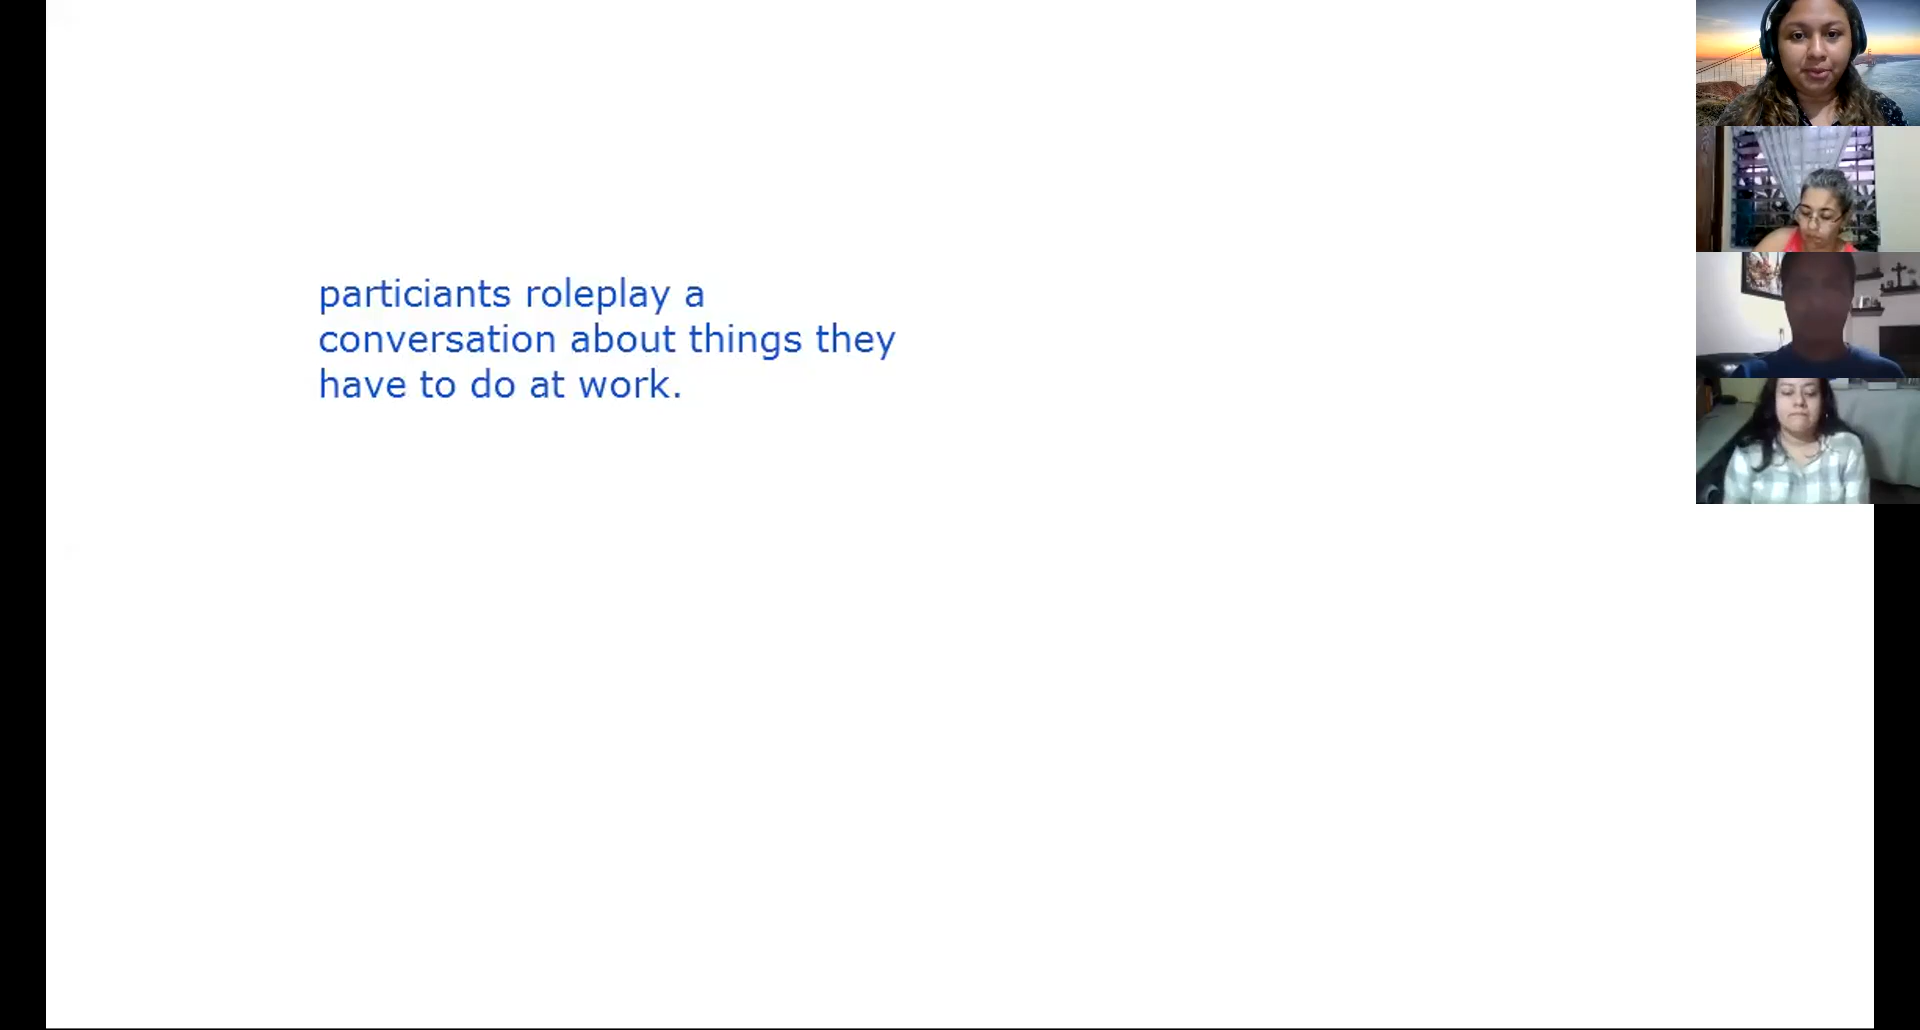 particiants roleplay a
conversation about things they
have to do at work.